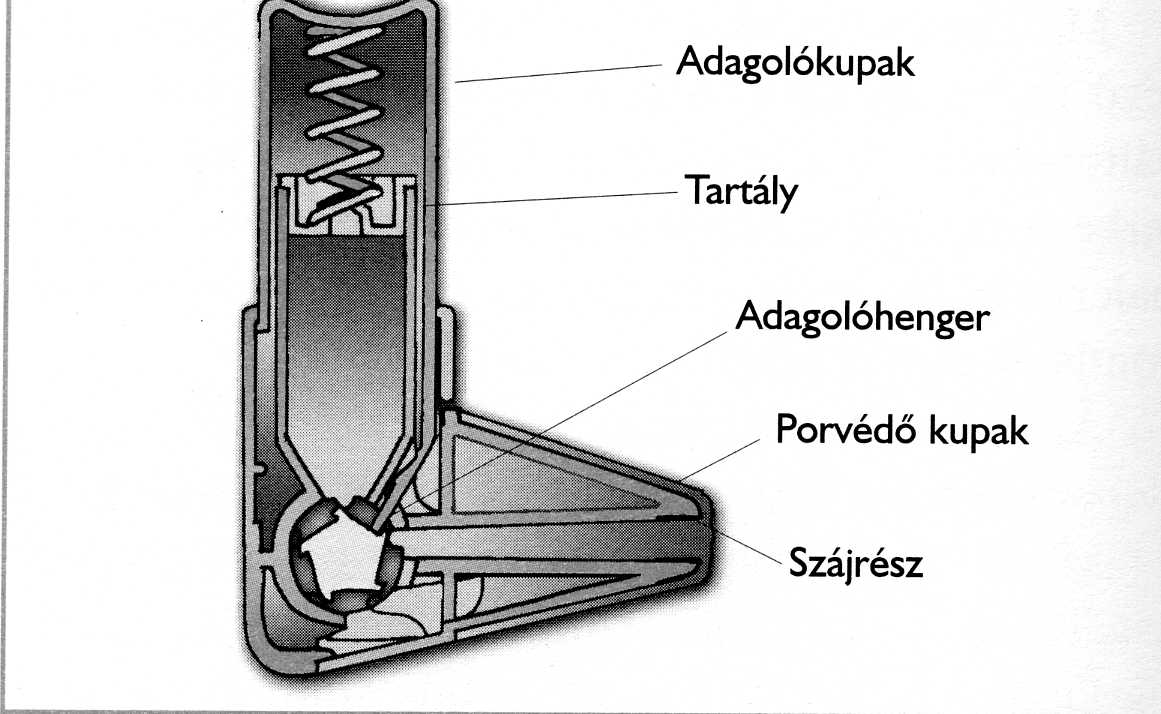 Adagolókupak
Tartály
Adagolóhenger
Porvédő kupak
Szájrész